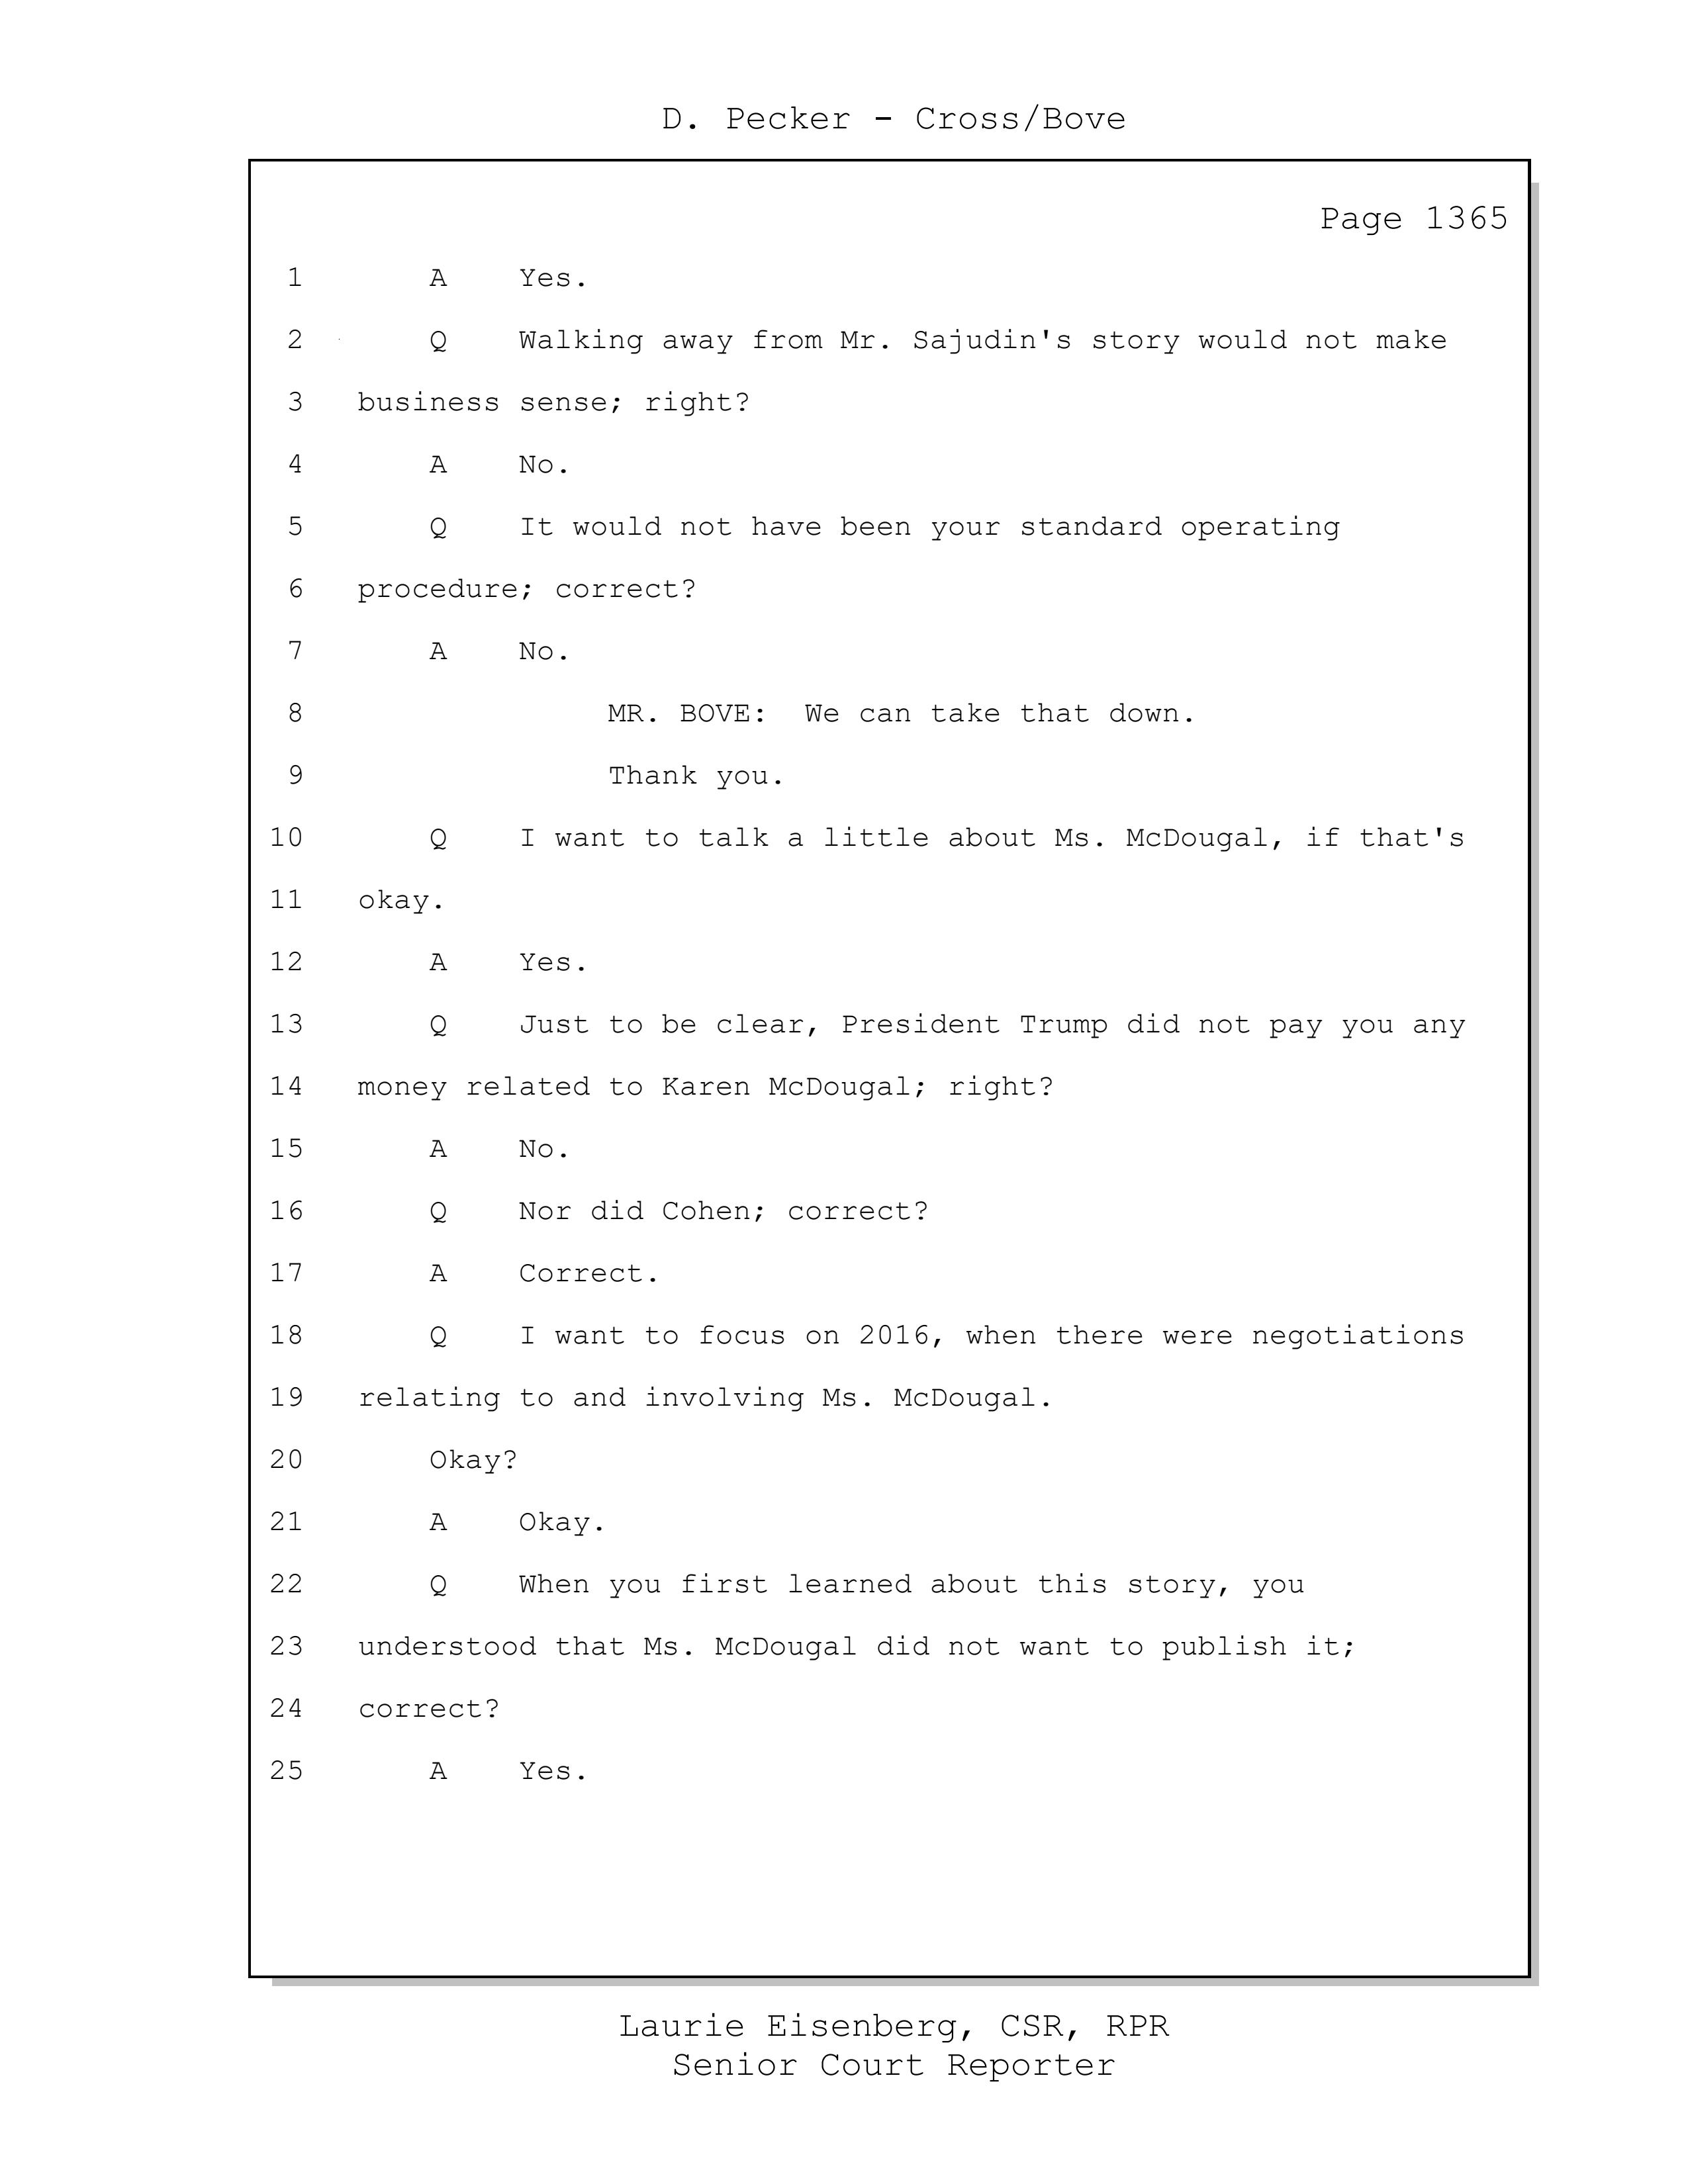 D. Pecker - Cross/Bove
Page 1365
1 A Yes.
2 Q Walking away from Mr. Sajudin's story would not make
3 business sense; right?
4 A No.
5 Q It would not have been your standard operating
6 procedure; correct?
7 A No.
8 MR. BOVE: We can take that down.
9 Thank you.
10 Q I want to talk a little about Ms. McDougal, if that's
11 okay.
12 A Yes.
13 Q Just to be clear, President Trump did not pay you any
14 money related to Karen McDougal; right?
15 A No.
16 Q Nor did Cohen; correct?
17 A Correct.
18 Q I want to focus on 2016, when there were negotiations
19 relating to and involving Ms. McDougal.
20 Okay?
21 A Okay.
22 Q When you first learned about this story, you
23 understood that Ms. McDougal did not want to publish it;
24 correct?
25 A Yes.
Laurie Eisenberg, CSR, RPR
Senior Court Reporter